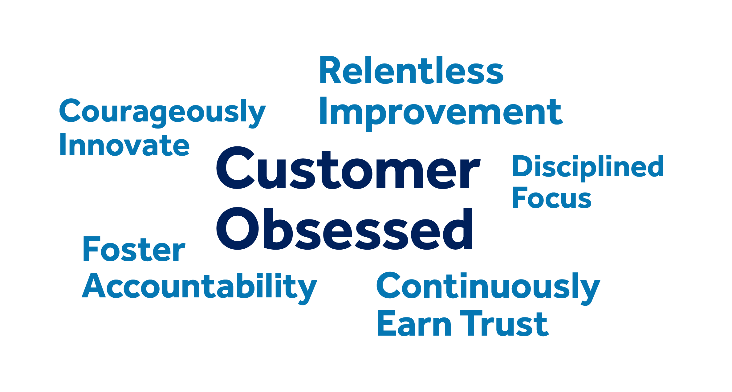 Relentless
Improvement
Courageously
Innovate
Customer
Obsessed
Disciplined
Focus
Foster
Accountability
Continuously
Earn Trust